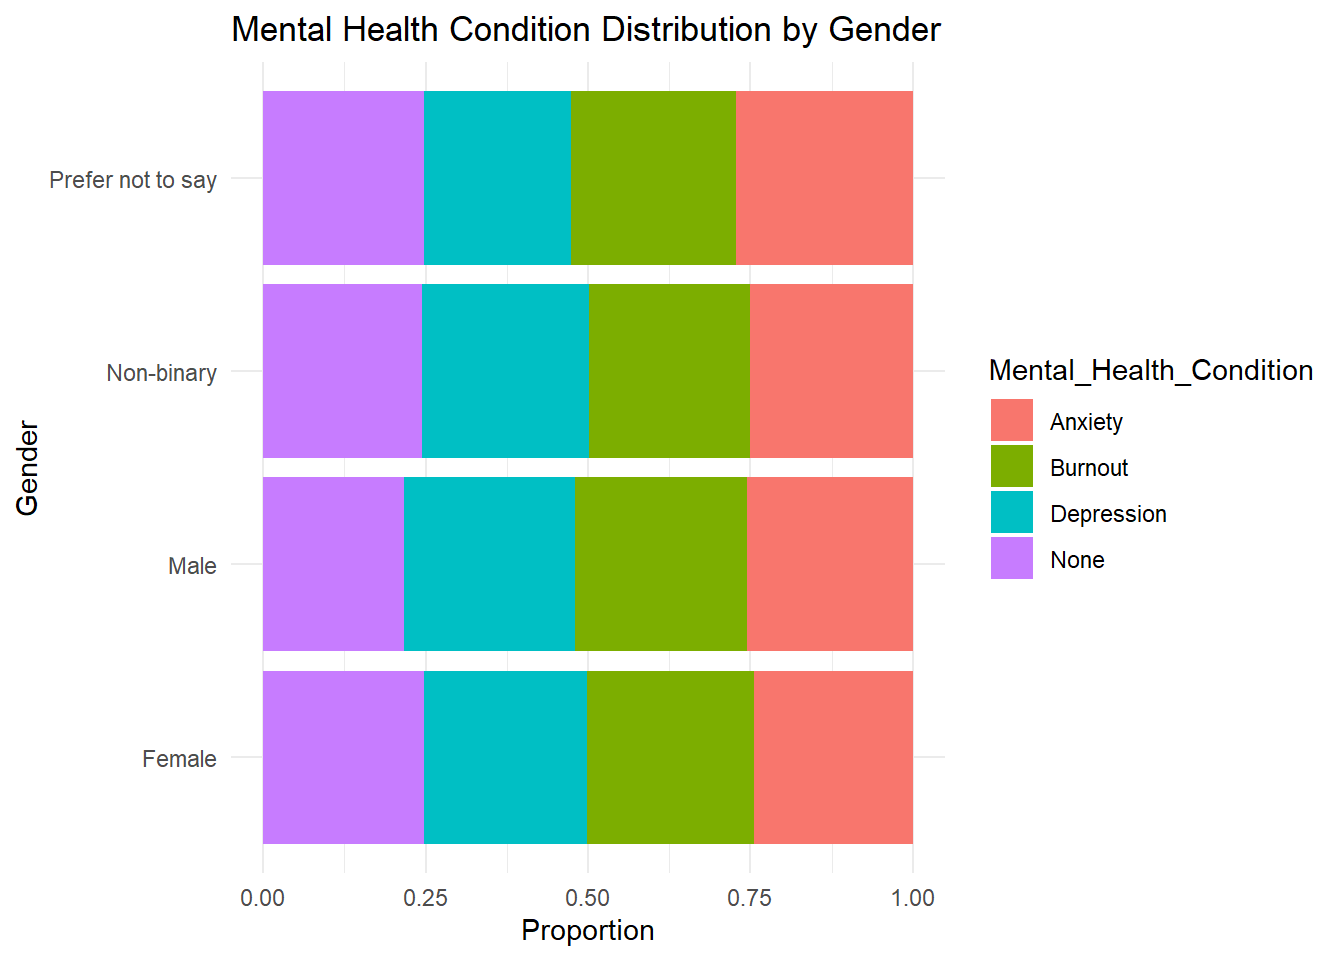 Mental Health Condition Distribution by Gender
Prefer not to say
Non-binary
Male
Female
Gender
0.00 0.25 0.50 0.75 1.00
Proportion
Mental_Health_Condition
Anxiety
Burnout
Depression
None